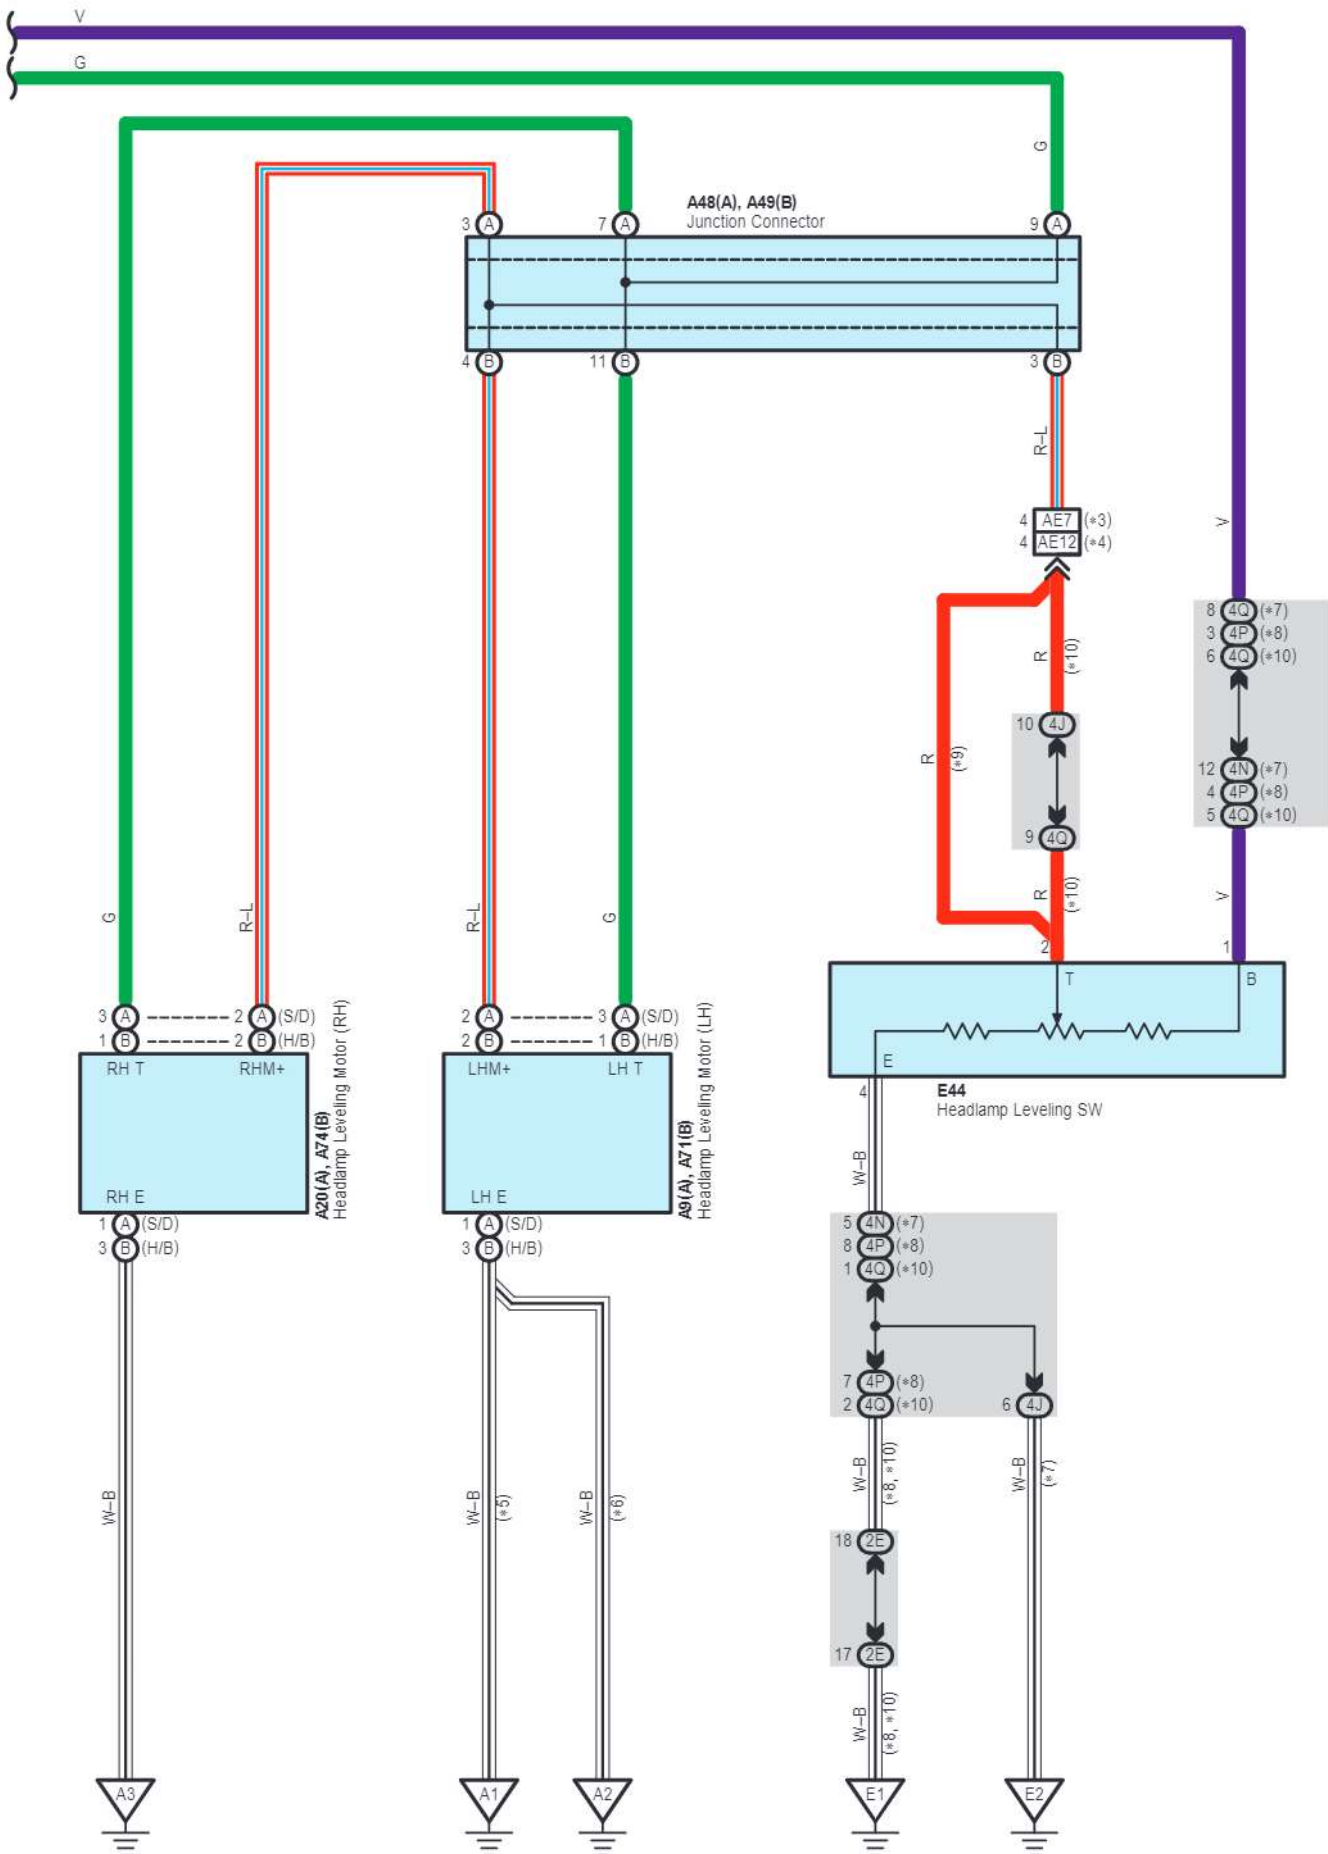 V
G
G
A48(A), A49(B)
Junction Connector
3 A
7 A
9 A
4 B
11 B
3 B
R–L
V
4 AE7 (*3)
4 AE12 (*4)
8 4Q (*7)
3 4P (*8)
6 4Q (*10)
R
(*10)
10 4J
R
(*9)
12 4N (*7)
4 4P (*8)
5 4Q (*10)
9 4Q
G
R–L
R–L
G
R
(*10)
V
2
1
T
B
E
4
E44
Headlamp Leveling SW
3 A
2 A (S/D)
1 B
2 B (H/B)
RH T
RHM+
RH E
A20(A), A74(B)
Headlamp Leveling Motor (RH)
2 A
3 A (S/D)
2 B
1 B (H/B)
LHM+
LH T
LH E
A9(A), A71(B)
Headlamp Leveling Motor (LH)
1 A (S/D)
3 B (H/B)
1 A (S/D)
3 B (H/B)
W–B
5 4N (*7)
8 4P (*8)
1 4Q (*10)
7 4P (*8)
2 4Q (*10)
6 4J
W–B
W–B
(*5)
W–B
(*6)
W–B
(*8, *10)
W–B
(*7)
18 2E
17 2E
W–B
(*8, *10)
A3
A1
A2
E1
E2